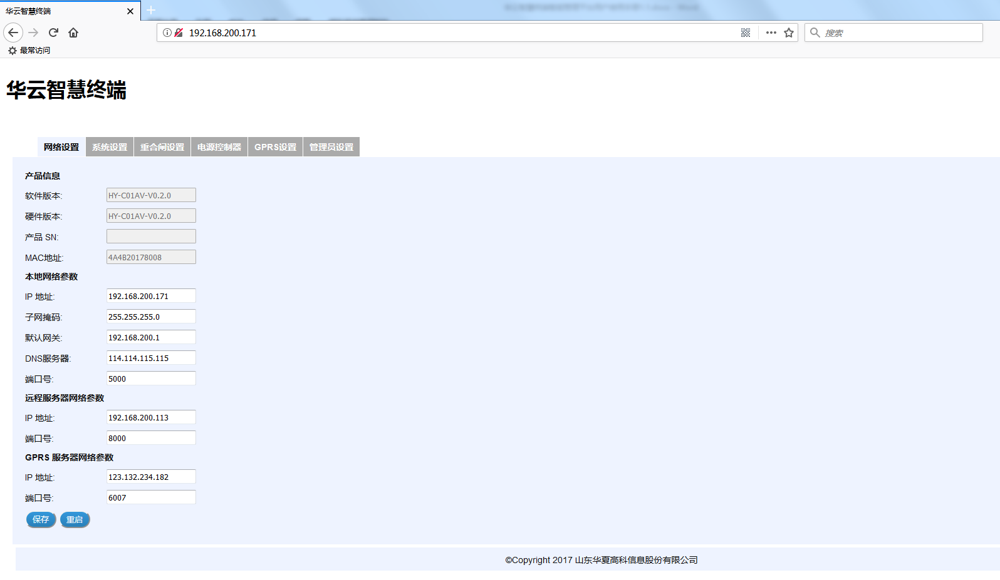 华云智慧终端
192.168.200.171
搜索
最常访问
华云智慧终端
网络设置 系统设置 重合闸设置 电源控制器 GPRS设置 管理员设置
产品信息
软件版本: HY-C01AV-V0.2.0
硬件版本: HY-C01AV-V0.2.0
产品 SN:
MAC地址: 4A4B20178008
本地网络参数
IP 地址: 192.168.200.171
子网掩码: 255.255.255.0
默认网关: 192.168.200.1
DNS服务器: 114.114.115.115
端口号: 5000
远程服务器网络参数
IP 地址: 192.168.200.113
端口号: 8000
GPRS 服务器网络参数
IP 地址: 123.132.234.182
端口号: 6007
保存 重启
©Copyright 2017 山东华夏高科信息股份有限公司